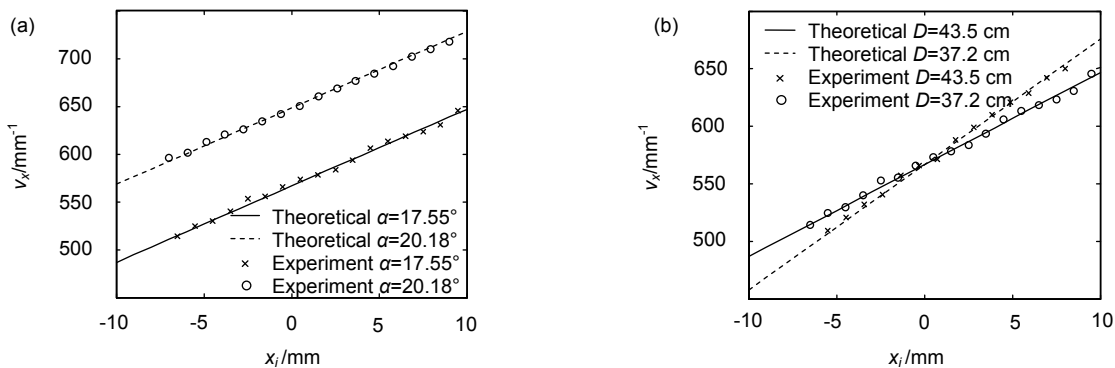 (a)
700
650
600
550
500
v_x/mm⁻¹
Theoretical α=17.55°
Theoretical α=20.18°
Experiment α=17.55°
Experiment α=20.18°
-10
-5
0
5
10
x_i/mm
(b)
650
600
550
500
v_x/mm⁻¹
Theoretical D=43.5 cm
Theoretical D=37.2 cm
Experiment D=43.5 cm
Experiment D=37.2 cm
-10
-5
0
5
10
x_i/mm